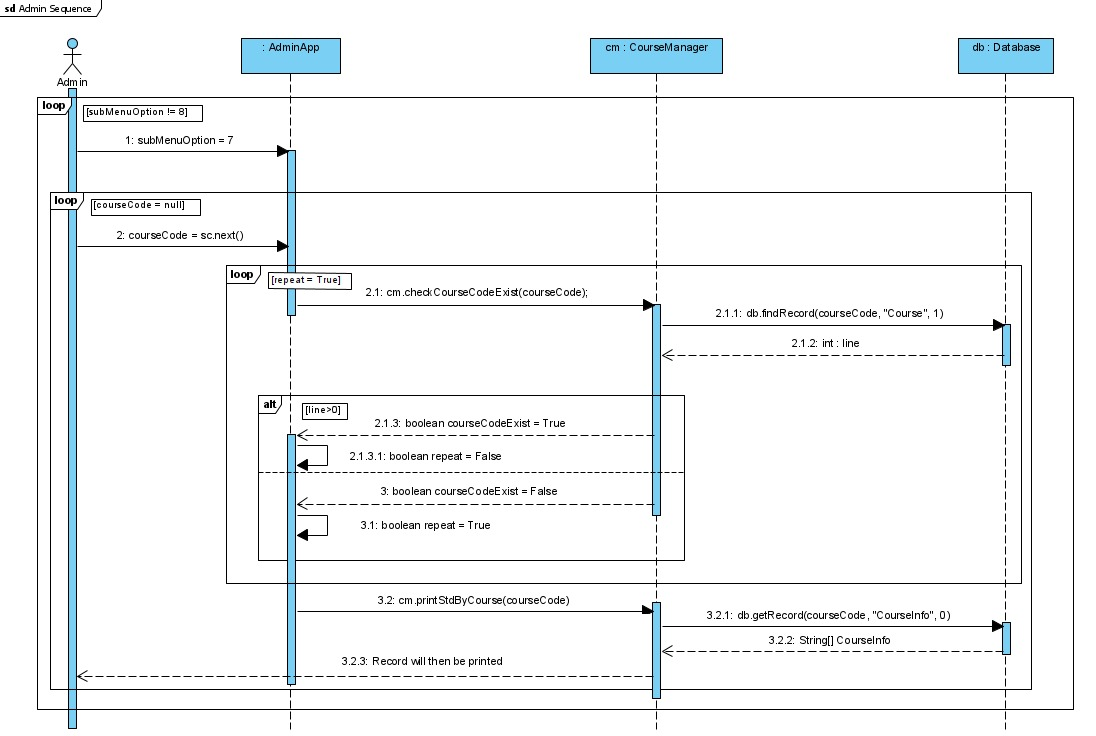 sd Admin Sequence
: AdminApp
cm : CourseManager
db : Database
Admin
loop
[subMenuOption != 8]
1: subMenuOption = 7
loop
[courseCode = null]
2: courseCode = sc.next()
loop
[repeat = True]
2.1: cm.checkCourseCodeExist(courseCode);
2.1.1: db.findRecord(courseCode, "Course", 1)
2.1.2: int : line
alt
[line>0]
2.1.3: boolean courseCodeExist = True
2.1.3.1: boolean repeat = False
3: boolean courseCodeExist = False
3.1: boolean repeat = True
3.2: cm.printStdByCourse(courseCode)
3.2.1: db.getRecord(courseCode, "CourseInfo", 0)
3.2.2: String[] CourseInfo
3.2.3: Record will then be printed